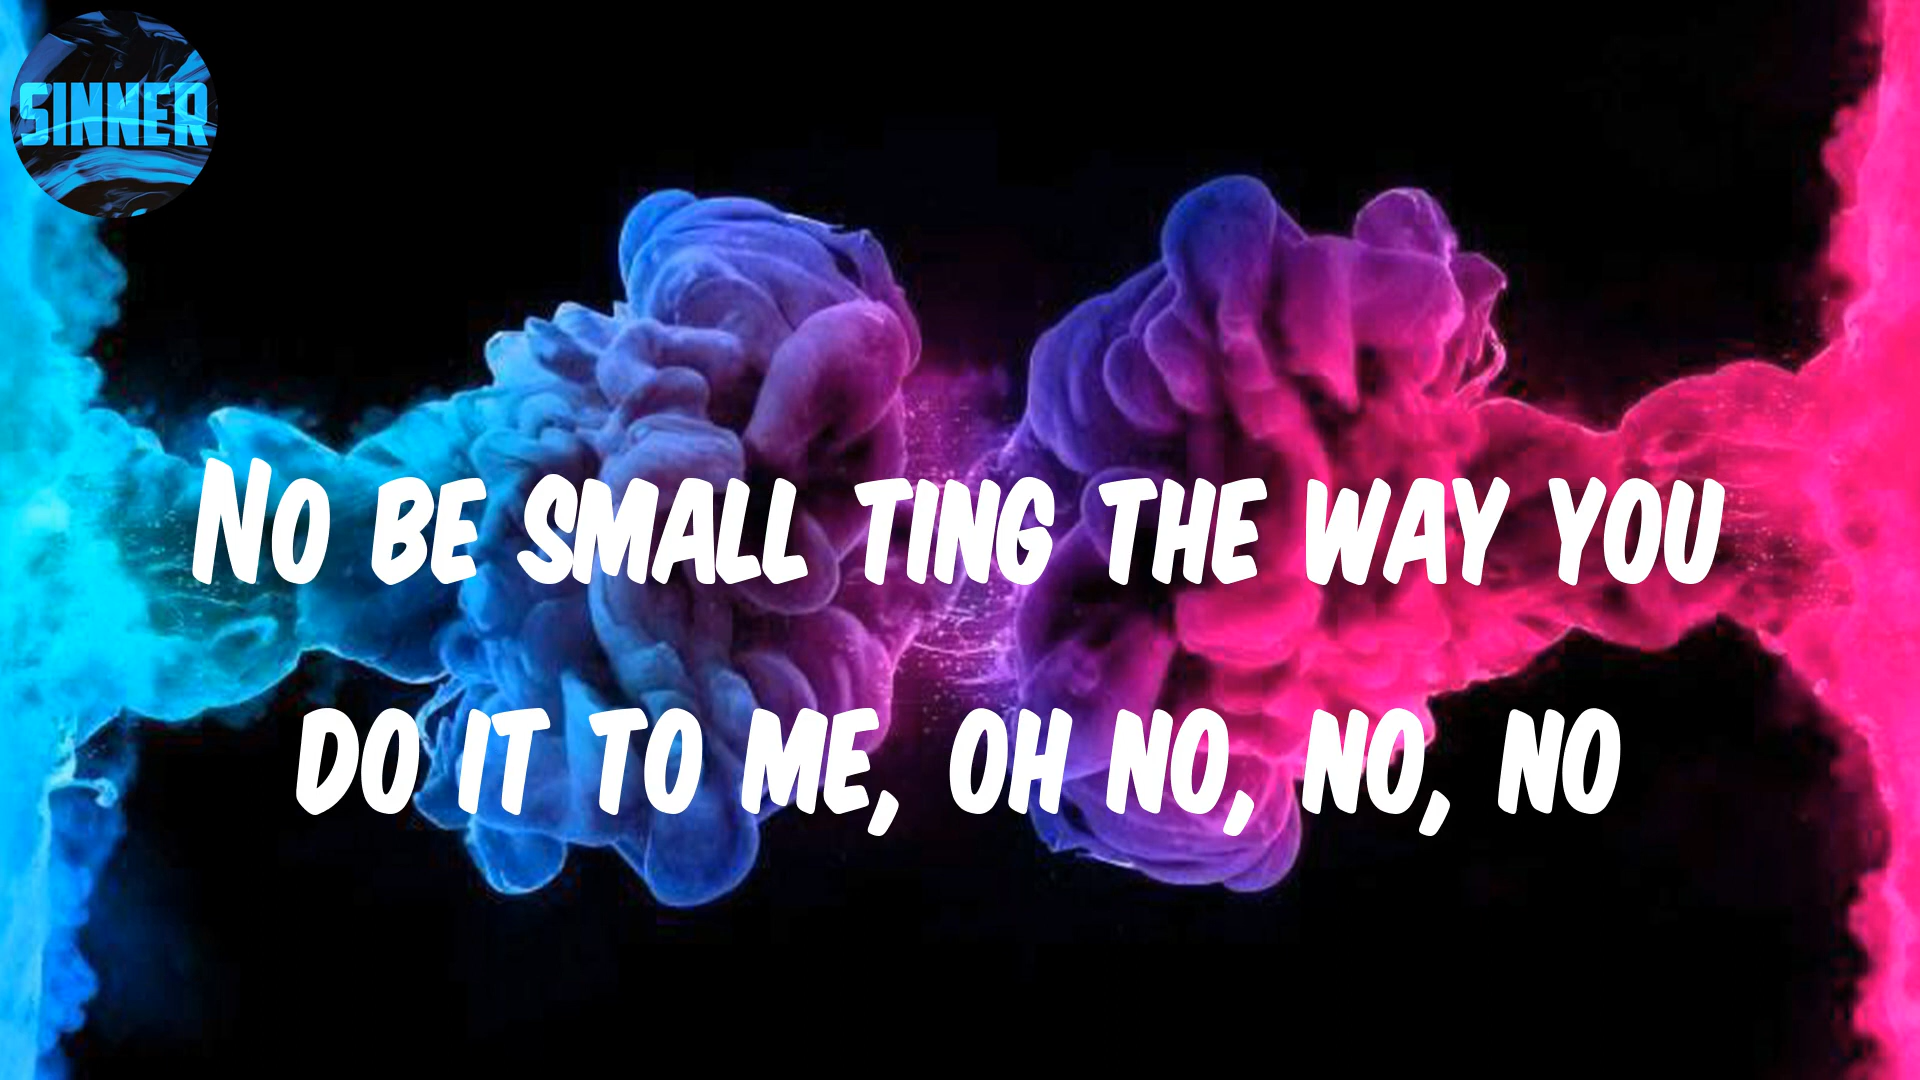 SINNER
No be small ting the way you
do it to me, oh no, no, no